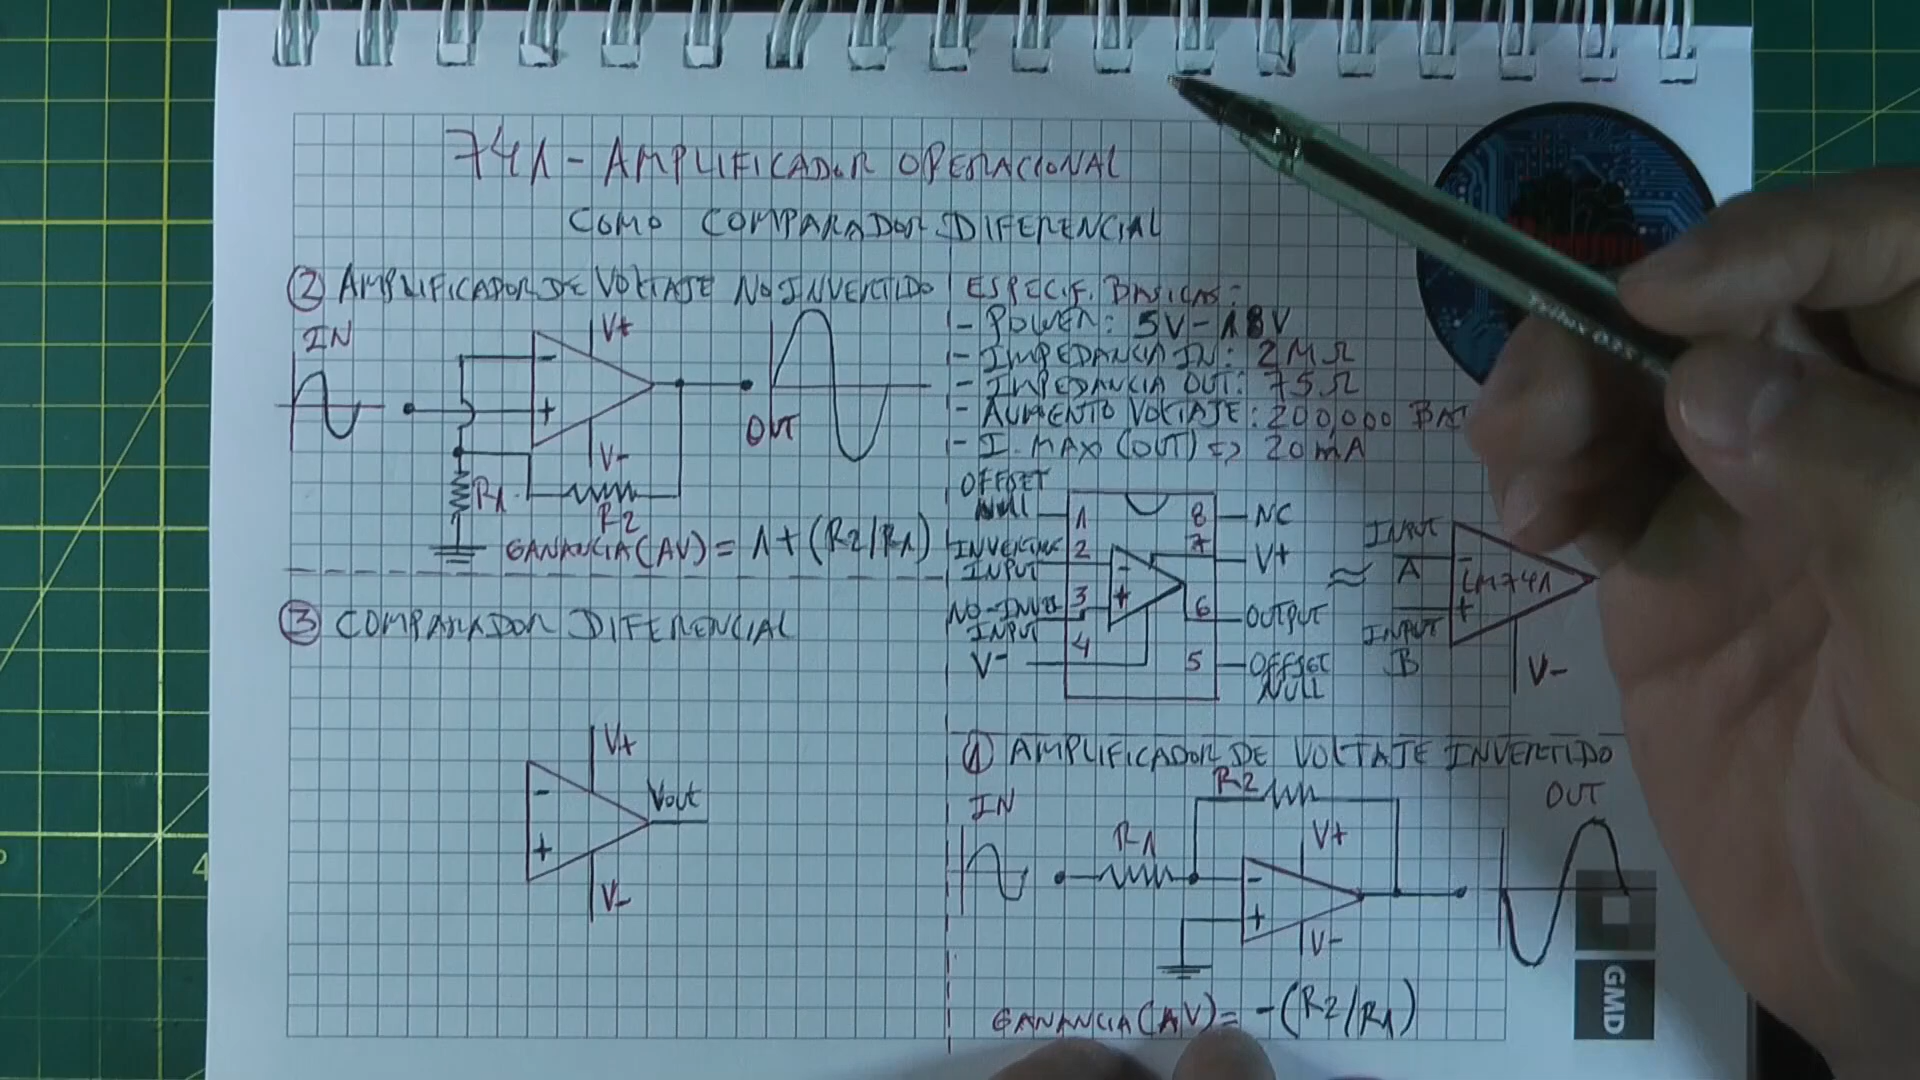 741 - AMPLIFICADOR OPERACIONAL
COMO COMPARADOR DIFERENCIAL
② AMPLIFICADOR DE VOLTAJE NO INVERTIDO
IN
V+
-
+
V-
OUT
R1
R2
GANANCIA (AV) = 1 + (R2/R1)
ESPECIF. BASICAS:
- POWER: 5V - 18V
- IMPEDANCIA IN: 2MΩ
- IMPEDANCIA OUT: 75Ω
- AUMENTO VOLTAJE: 200,000
- I. MAX (OUT) => 20mA
OFFSET
NULL
1
8
NC
INVERTING
INPUT
2
7
V+
-
+
NO-INVER
INPUT
3
6
OUTPUT
V-
4
5
OFFSET
NULL
≈
INPUT
A
-
LM741
+
INPUT
B
V-
③ COMPARADOR DIFERENCIAL
V+
-
Vout
+
V-
① AMPLIFICADOR DE VOLTAJE INVERTIDO
IN
R2
OUT
R1
V+
-
+
V-
GANANCIA (AV) = -(R2/R1)
GMD
4